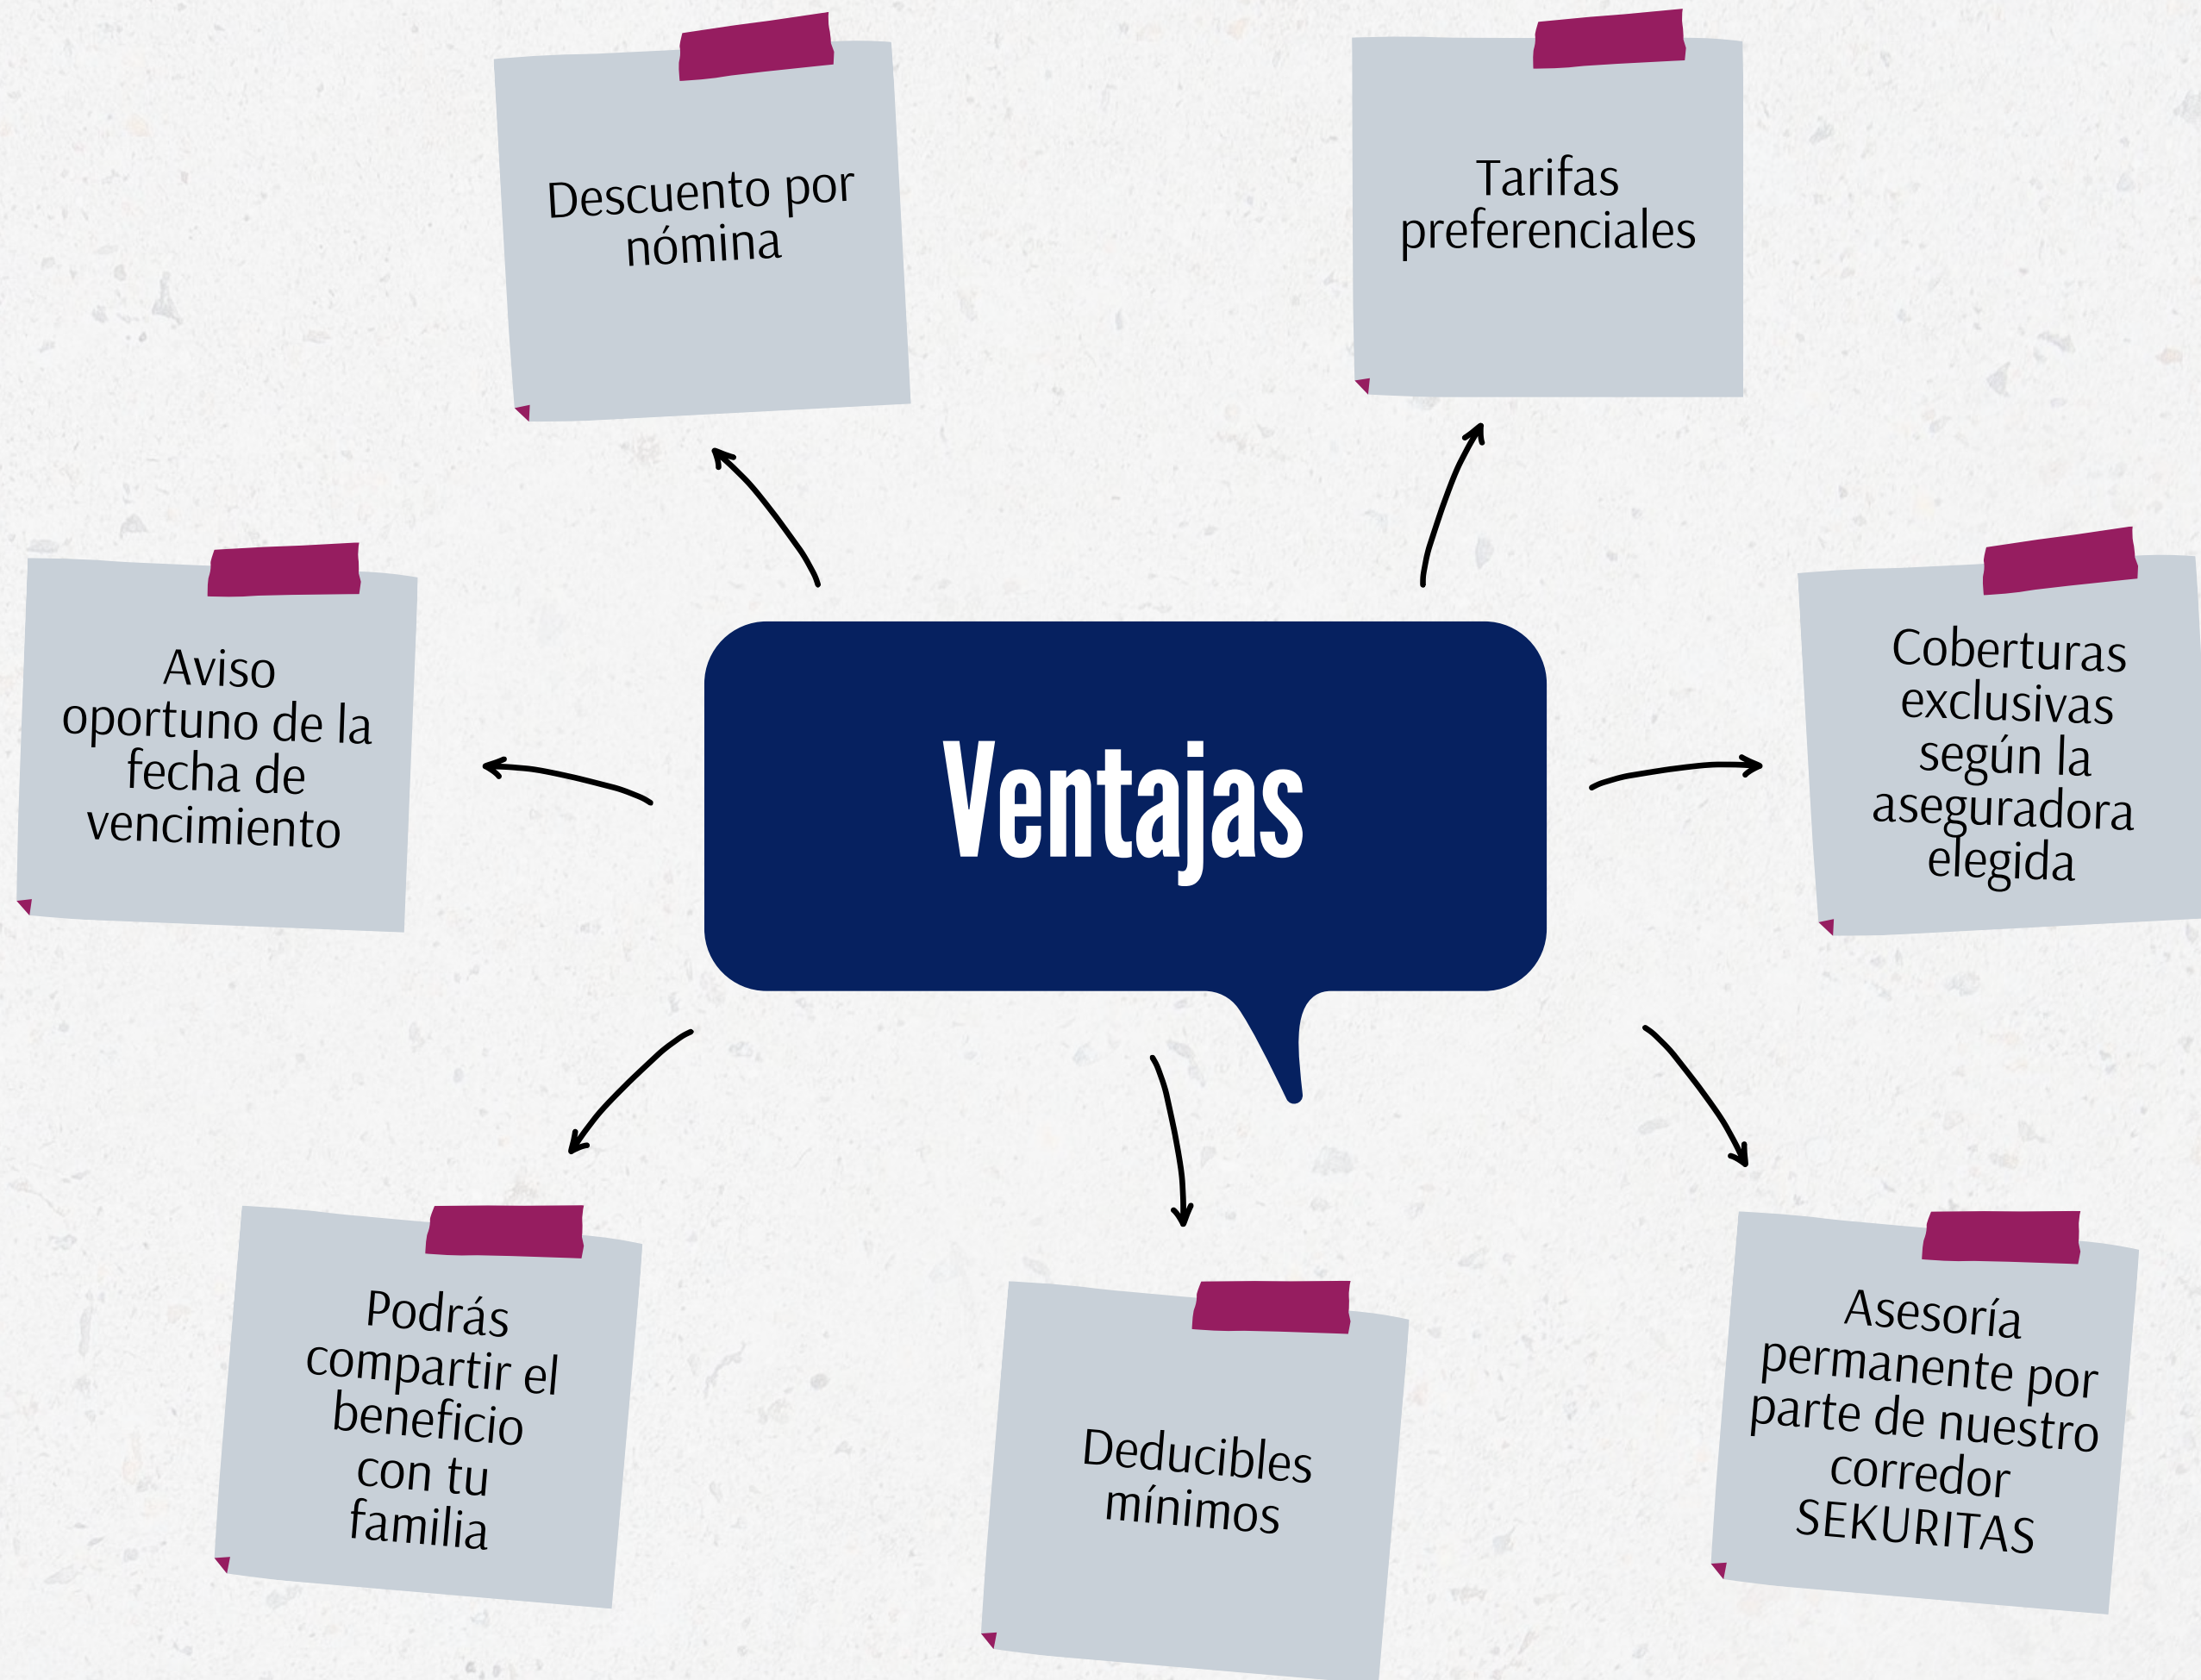 Descuento por
nómina
Tarifas
preferenciales
Aviso
oportuno de la
fecha de
vencimiento
Ventajas
Coberturas
exclusivas
según la
aseguradora
elegida
Podrás
compartir el
beneficio
con tu
familia
Deducibles
mínimos
Asesoría
permanente por
parte de nuestro
corredor
SEKURITAS